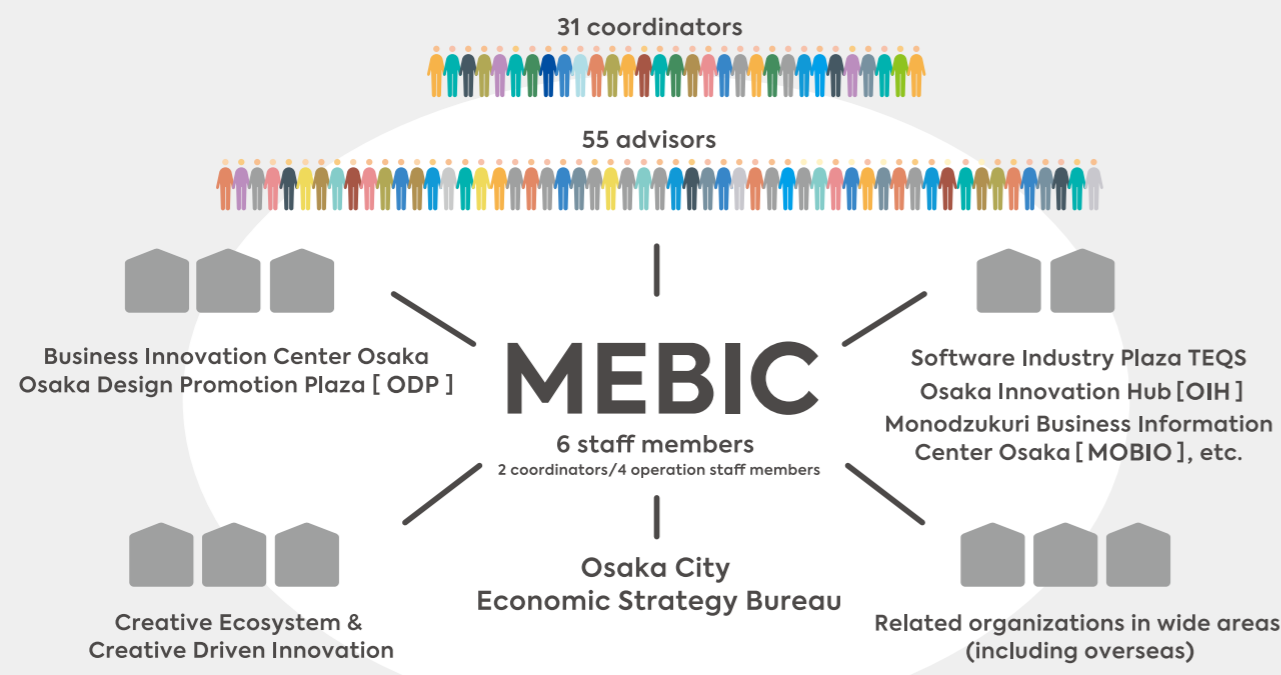 31 coordinators
55 advisors
Business Innovation Center Osaka
Osaka Design Promotion Plaza [ ODP ]
MEBIC
6 staff members
2 coordinators/4 operation staff members
Software Industry Plaza TEQS
Osaka Innovation Hub [OIH ]
Monodzukuri Business Information
Center Osaka [ MOBIO ], etc.
Creative Ecosystem &
Creative Driven Innovation
Osaka City
Economic Strategy Bureau
Related organizations in wide areas
(including overseas)